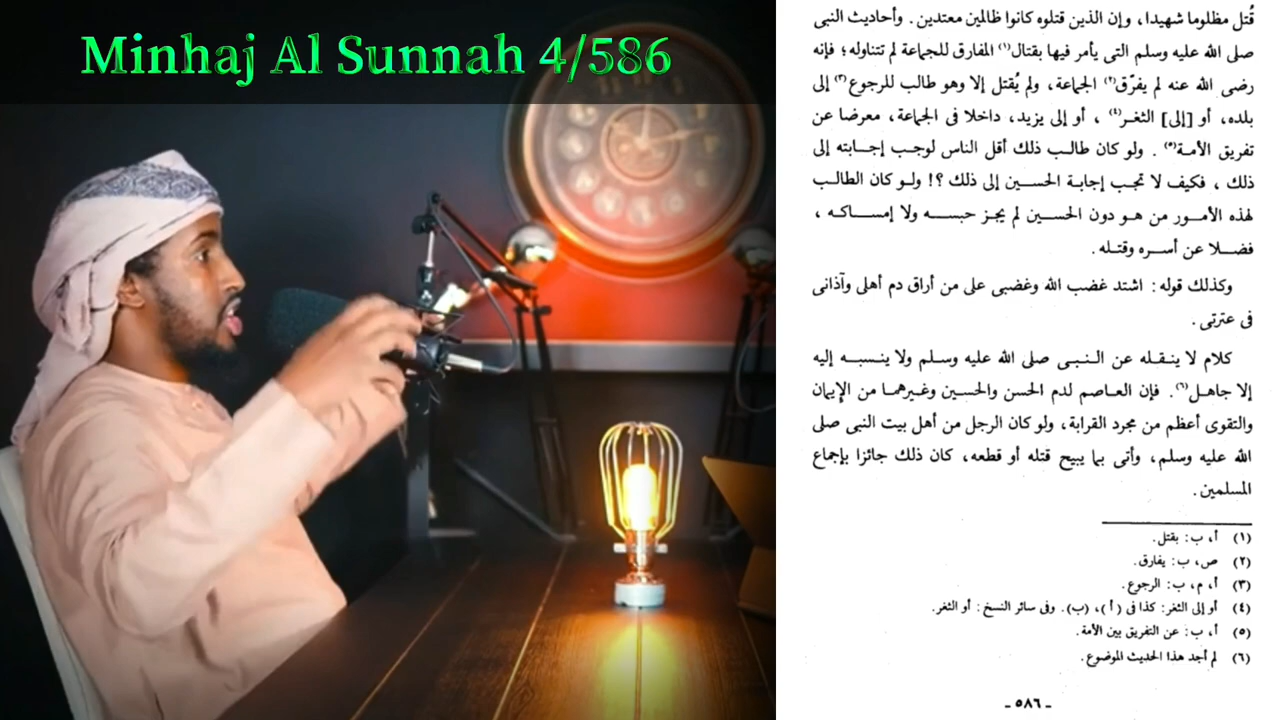 Minhaj Al Sunnah 4/586
قُتل مظلوما شهيدا، وإن الذين قتلوه كانوا ظالمين معتدين. وأحاديث النبى
صلى الله عليه وسلم التى يأمر فيها بقتال(١) المفارق للجماعة لم تتناوله؛ فإنه
رضى الله عنه لم يفرّق(٢) الجماعة، ولم يُقتل إلا وهو طالب للرجوع(٣) إلى
بلده، أو [إلى] الثغر(٤) ، أو إلى يزيد، داخلا فى الجماعة، معرضا عن
تفريق الأمة(٥) . ولو كان طالب ذلك أقل الناس لوجب إجابته إلى
ذلك ، فكيف لا تجب إجابة الحسين إلى ذلك ؟! ولو كان الطالب
لهذه الأمور من هو دون الحسين لم يجز حبسه ولا إمساكه ،
فضلا عن أسره وقتله .
وكذلك قوله : اشتد غضب الله وغضبى على من أراق دم أهلى وآذانى
فى عترتى .
كلام لا ينقله عن النبى صلى الله عليه وسلم ولا ينسبه إليه
إلا جاهل(٦). فإن العاصم لدم الحسن والحسين وغيرهما من الإيمان
والتقوى أعظم من مجرد القرابة، ولو كان الرجل من أهل بيت النبى صلى
الله عليه وسلم، وأتى بما يبيح قتله أو قطعه، كان ذلك جائزا بإجماع
المسلمين .
(١) أ، ب: بقتل.
(٢) ص، ب: يفارق.
(٣) أ، م، ب: الرجوع.
(٤) أو إلى الثغر: كذا فى (أ)، (ب). وفى سائر النسخ: أو الثغر.
(٥) أ، ب: عن التفريق بين الأمة.
(٦) لم أجد هذا الحديث الموضوع.
- ٥٨٦ -